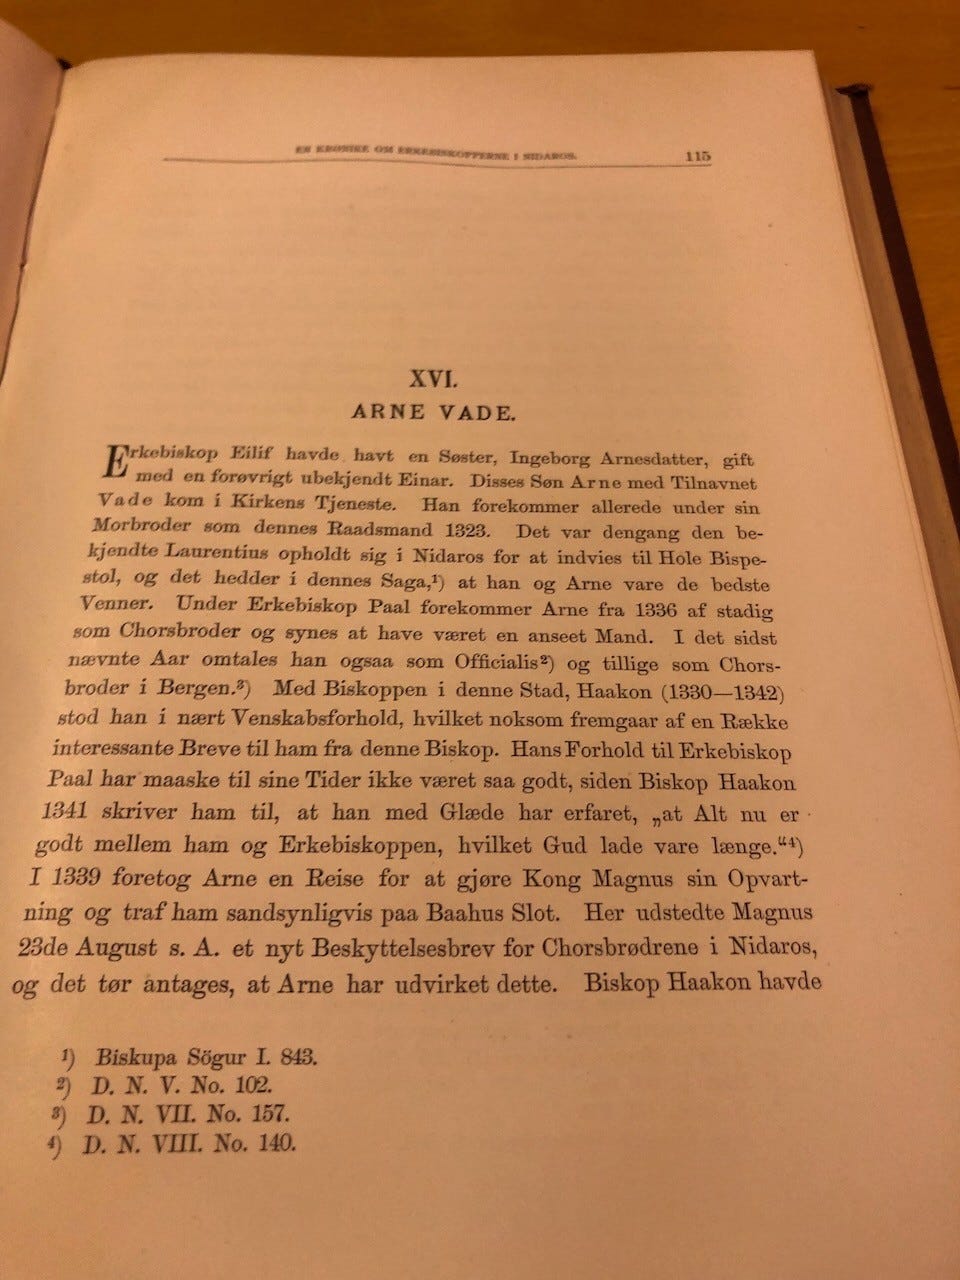 EN KRØNIKE OM ERKEBISKOPPERNE I NIDAROS. 115
XVI.
ARNE VADE.
Erkebiskop Eilif havde havt en Søster, Ingeborg Arnesdatter, gift
med en forøvrigt ubekjendt Einar. Disses Søn Arne med Tilnavnet
Vade kom i Kirkens Tjeneste. Han forekommer allerede under sin
Morbroder som dennes Raadsmand 1323. Det var dengang den be-
kjendte Laurentius opholdt sig i Nidaros for at indvies til Hole Bispe-
stol, og det hedder i dennes Saga,¹) at han og Arne vare de bedste
Venner. Under Erkebiskop Paal forekommer Arne fra 1336 af stadig
som Chorsbroder og synes at have været en anseet Mand. I det sidst
nævnte Aar omtales han ogsaa som Officialis²) og tillige som Chors-
broder i Bergen.³) Med Biskoppen i denne Stad, Haakon (1330—1342)
stod han i nært Venskabsforhold, hvilket noksom fremgaar af en Række
interessante Breve til ham fra denne Biskop. Hans Forhold til Erkebiskop
Paal har maaske til sine Tider ikke været saa godt, siden Biskop Haakon
1341 skriver ham til, at han med Glæde har erfaret, „at Alt nu er
godt mellem ham og Erkebiskoppen, hvilket Gud lade vare længe.“⁴)
I 1339 foretog Arne en Reise for at gjøre Kong Magnus sin Opvart-
ning og traf ham sandsynligvis paa Baahus Slot. Her udstedte Magnus
23de August s. A. et nyt Beskyttelsesbrev for Chorsbrødrene i Nidaros,
og det tør antages, at Arne har udvirket dette. Biskop Haakon havde
¹) Biskupa Sögur I. 843.
²) D. N. V. No. 102.
³) D. N. VII. No. 157.
⁴) D. N. VIII. No. 140.